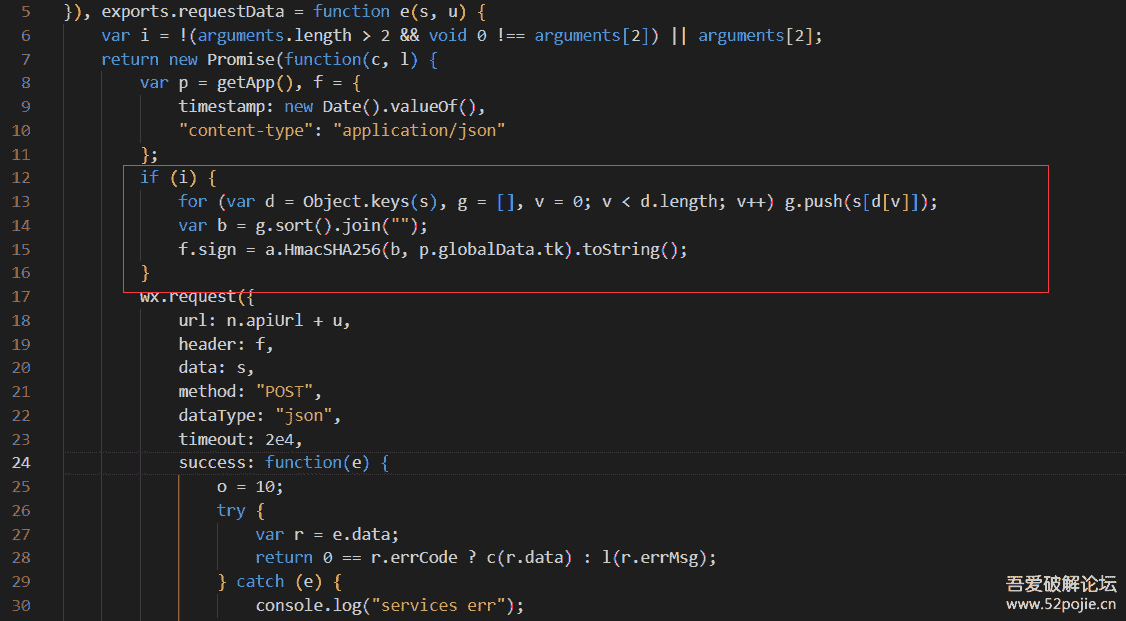 5 }), exports.requestData = function e(s, u) {
6 var i = !(arguments.length > 2 && void 0 !== arguments[2]) || arguments[2];
7 return new Promise(function(c, l) {
8 var p = getApp(), f = {
9 timestamp: new Date().valueOf(),
10 "content-type": "application/json"
11 };
12 if (i) {
13 for (var d = Object.keys(s), g = [], v = 0; v < d.length; v++) g.push(s[d[v]]);
14 var b = g.sort().join("");
15 f.sign = a.HmacSHA256(b, p.globalData.tk).toString();
16 }
17 wx.request({
18 url: n.apiUrl + u,
19 header: f,
20 data: s,
21 method: "POST",
22 dataType: "json",
23 timeout: 2e4,
24 success: function(e) {
25 o = 10;
26 try {
27 var r = e.data;
28 return 0 == r.errCode ? c(r.data) : l(r.errMsg);
29 } catch (e) {
30 console.log("services err");
吾爱破解论坛
www.52pojie.cn